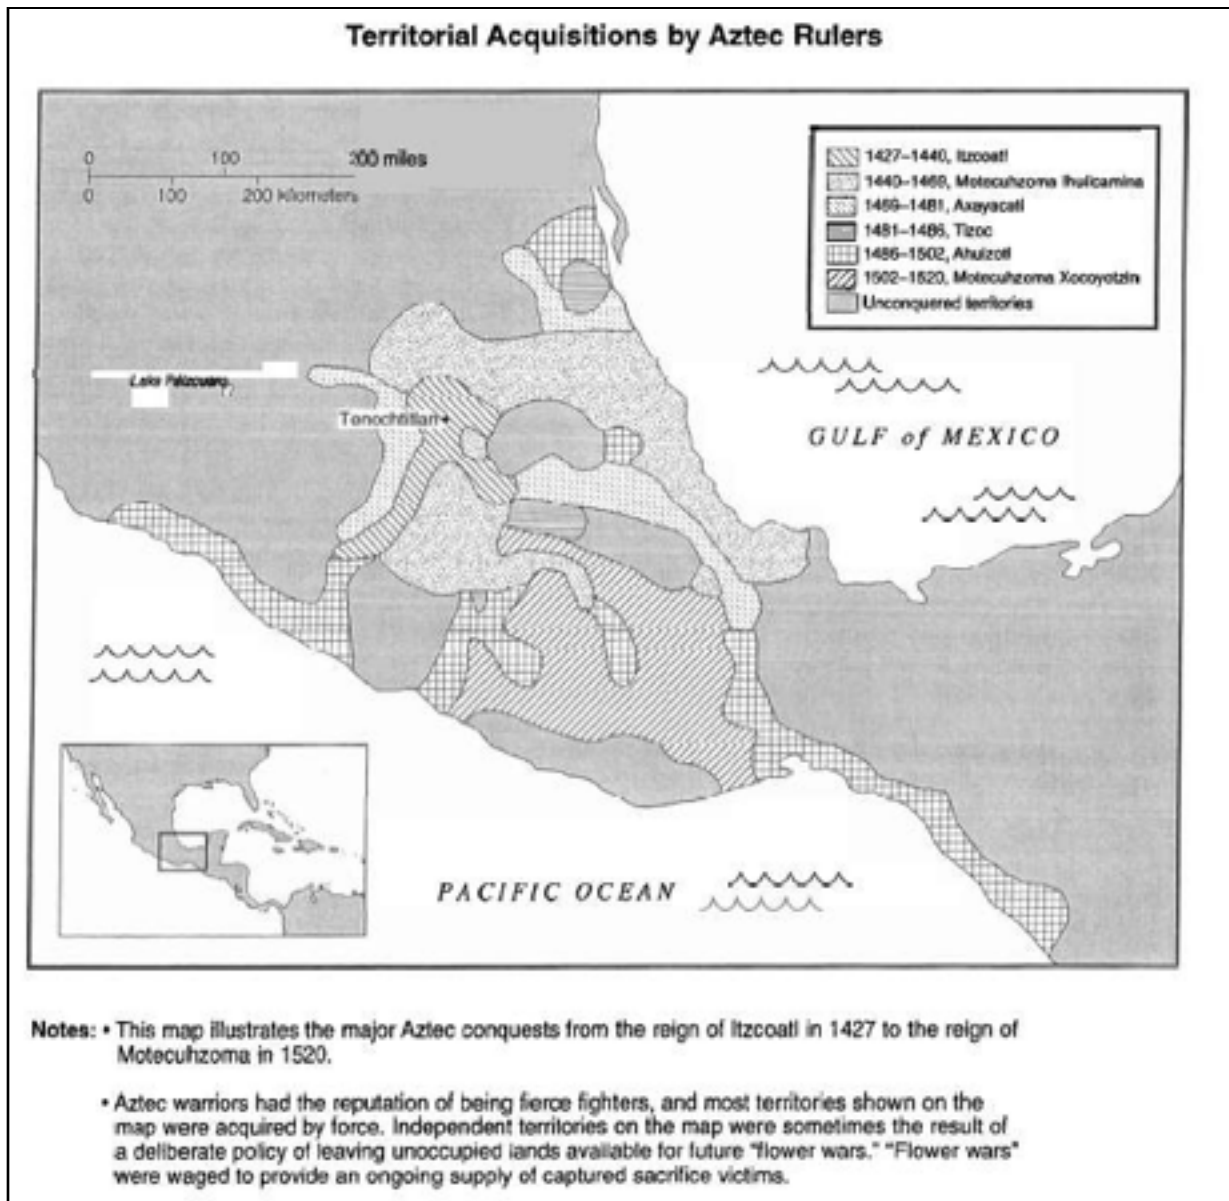 Territorial Acquisitions by Aztec Rulers
0 100 200 miles
0 100 200 kilometers
1427–1440, Itzcoatl
1440–1469, Motecuhzoma Ilhuicamina
1469–1481, Axayacatl
1481–1486, Tizoc
1486–1502, Ahuizotl
1502–1520, Motecuhzoma Xocoyotzin
Unconquered territories
Lake
Tenochtitlan
GULF of MEXICO
PACIFIC OCEAN
Notes: • This map illustrates the major Aztec conquests from the reign of Itzcoatl in 1427 to the reign of
Motecuhzoma in 1520.
• Aztec warriors had the reputation of being fierce fighters, and most territories shown on the
map were acquired by force. Independent territories on the map were sometimes the result of
a deliberate policy of leaving unoccupied lands available for future "flower wars." "Flower wars"
were waged to provide an ongoing supply of captured sacrifice victims.